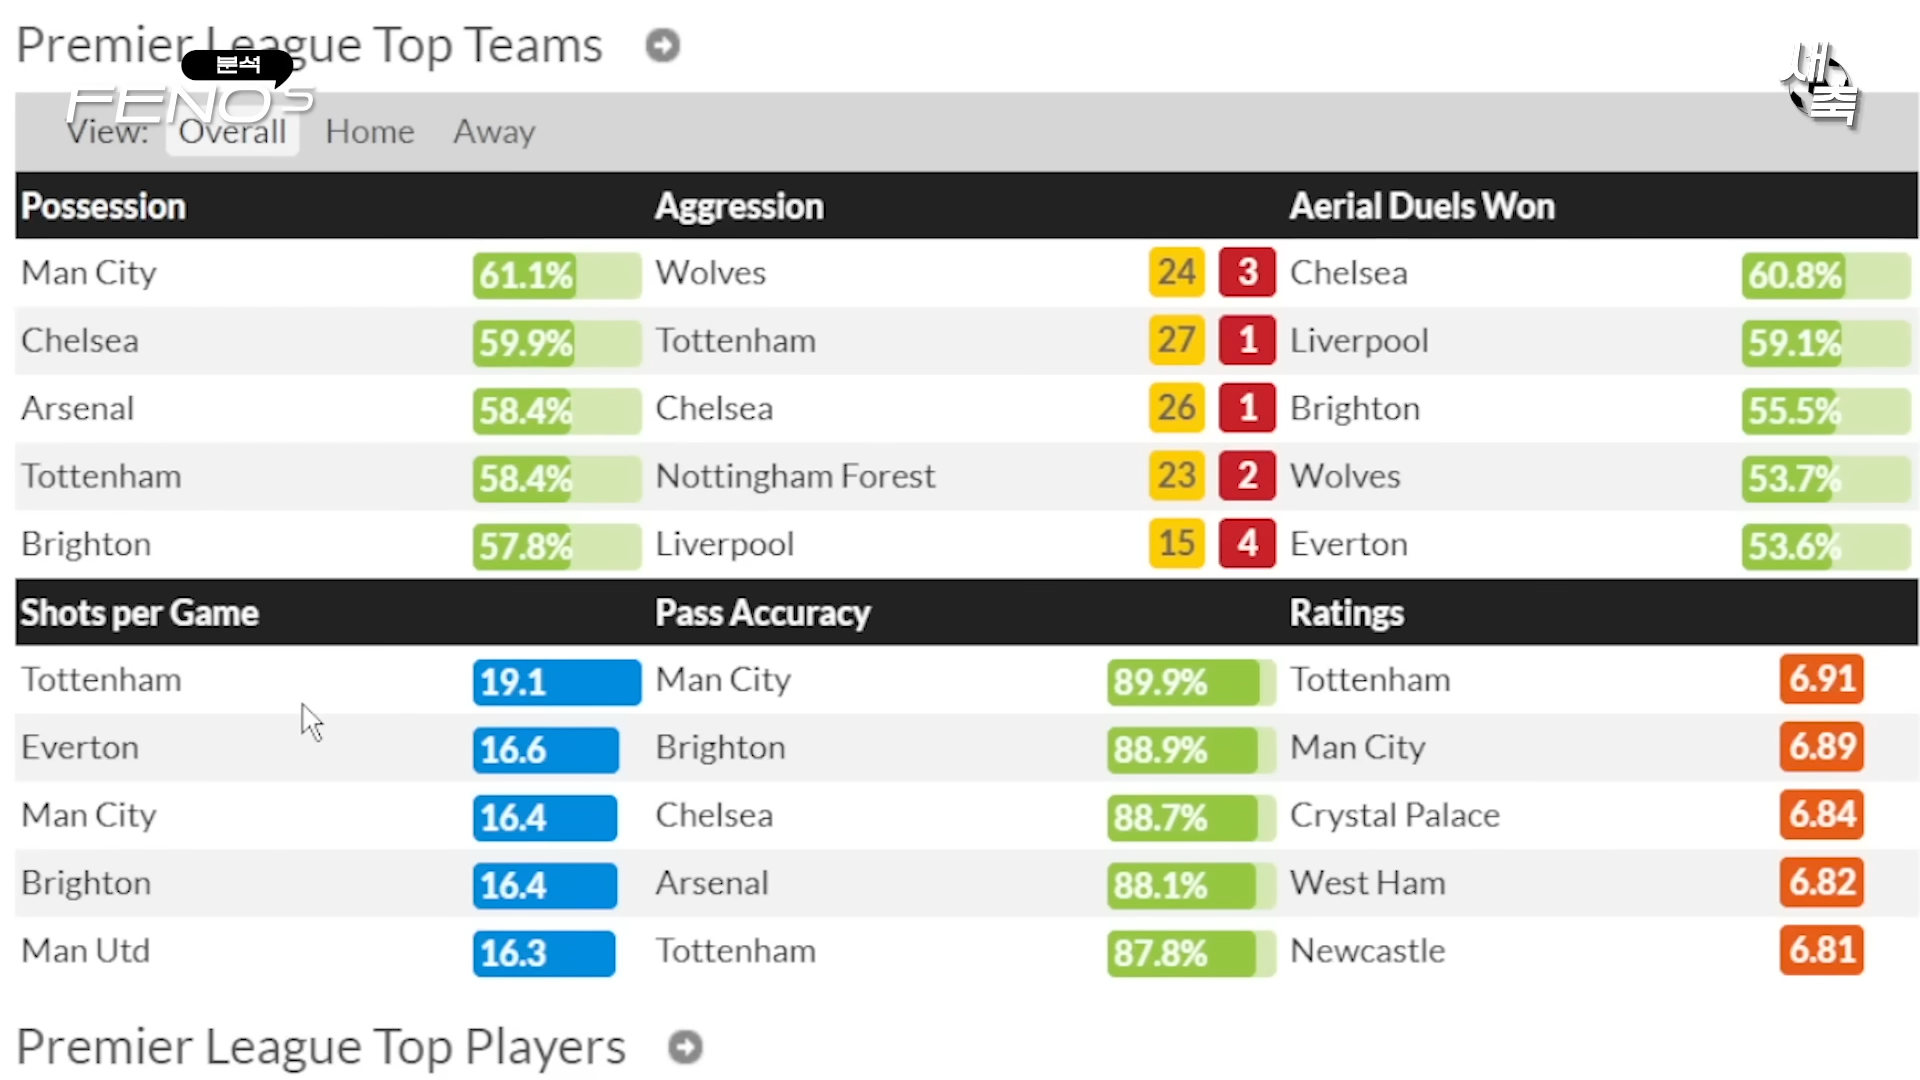 Premier League Top Teams
분석
FENO's
새축
View: Overall Home Away
Possession Aggression Aerial Duels Won
Man City 61.1% Wolves 24 3 Chelsea 60.8%
Chelsea 59.9% Tottenham 27 1 Liverpool 59.1%
Arsenal 58.4% Chelsea 26 1 Brighton 55.5%
Tottenham 58.4% Nottingham Forest 23 2 Wolves 53.7%
Brighton 57.8% Liverpool 15 4 Everton 53.6%
Shots per Game Pass Accuracy Ratings
Tottenham 19.1 Man City 89.9% Tottenham 6.91
Everton 16.6 Brighton 88.9% Man City 6.89
Man City 16.4 Chelsea 88.7% Crystal Palace 6.84
Brighton 16.4 Arsenal 88.1% West Ham 6.82
Man Utd 16.3 Tottenham 87.8% Newcastle 6.81
Premier League Top Players